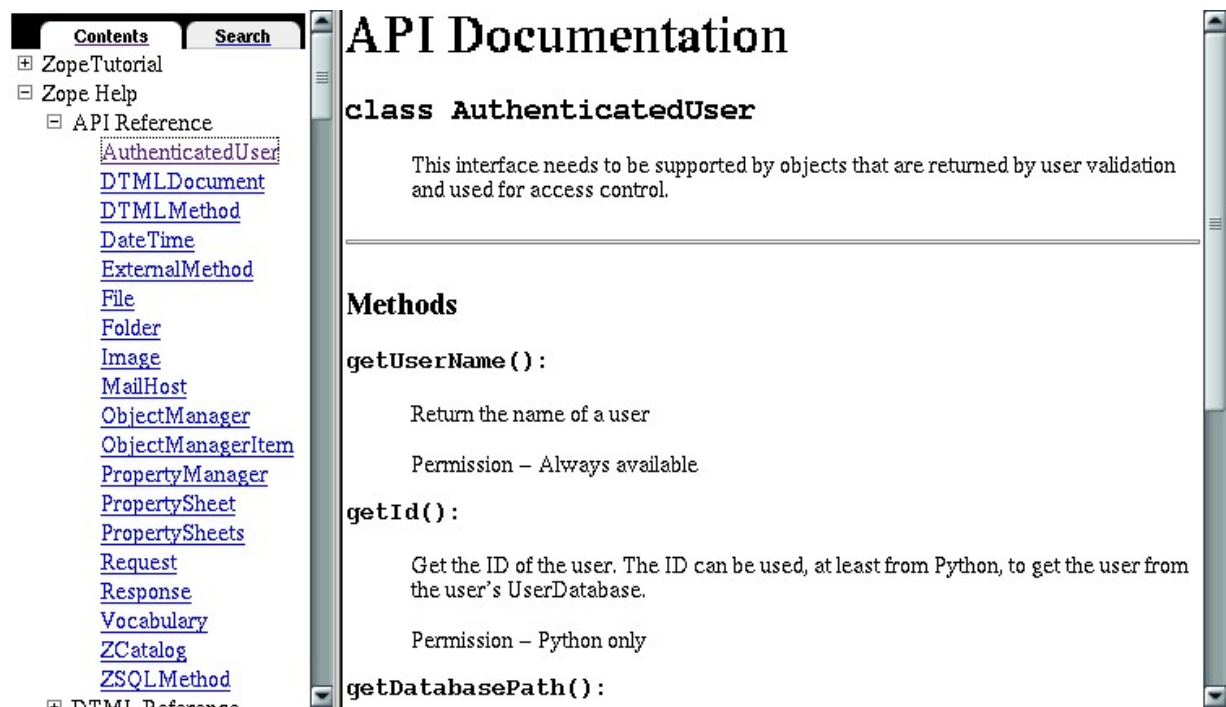 Contents Search
ZopeTutorial
Zope Help
API Reference
AuthenticatedUser
DTMLDocument
DTMLMethod
DateTime
ExternalMethod
File
Folder
Image
MailHost
ObjectManager
ObjectManagerItem
PropertyManager
PropertySheet
PropertySheets
Request
Response
Vocabulary
ZCatalog
ZSQLMethod
DTML Reference
API Documentation
class AuthenticatedUser
This interface needs to be supported by objects that are returned by user validation
and used for access control.
Methods
getUserName():
Return the name of a user
Permission – Always available
getId():
Get the ID of the user. The ID can be used, at least from Python, to get the user from
the user's UserDatabase.
Permission – Python only
getDatabasePath():